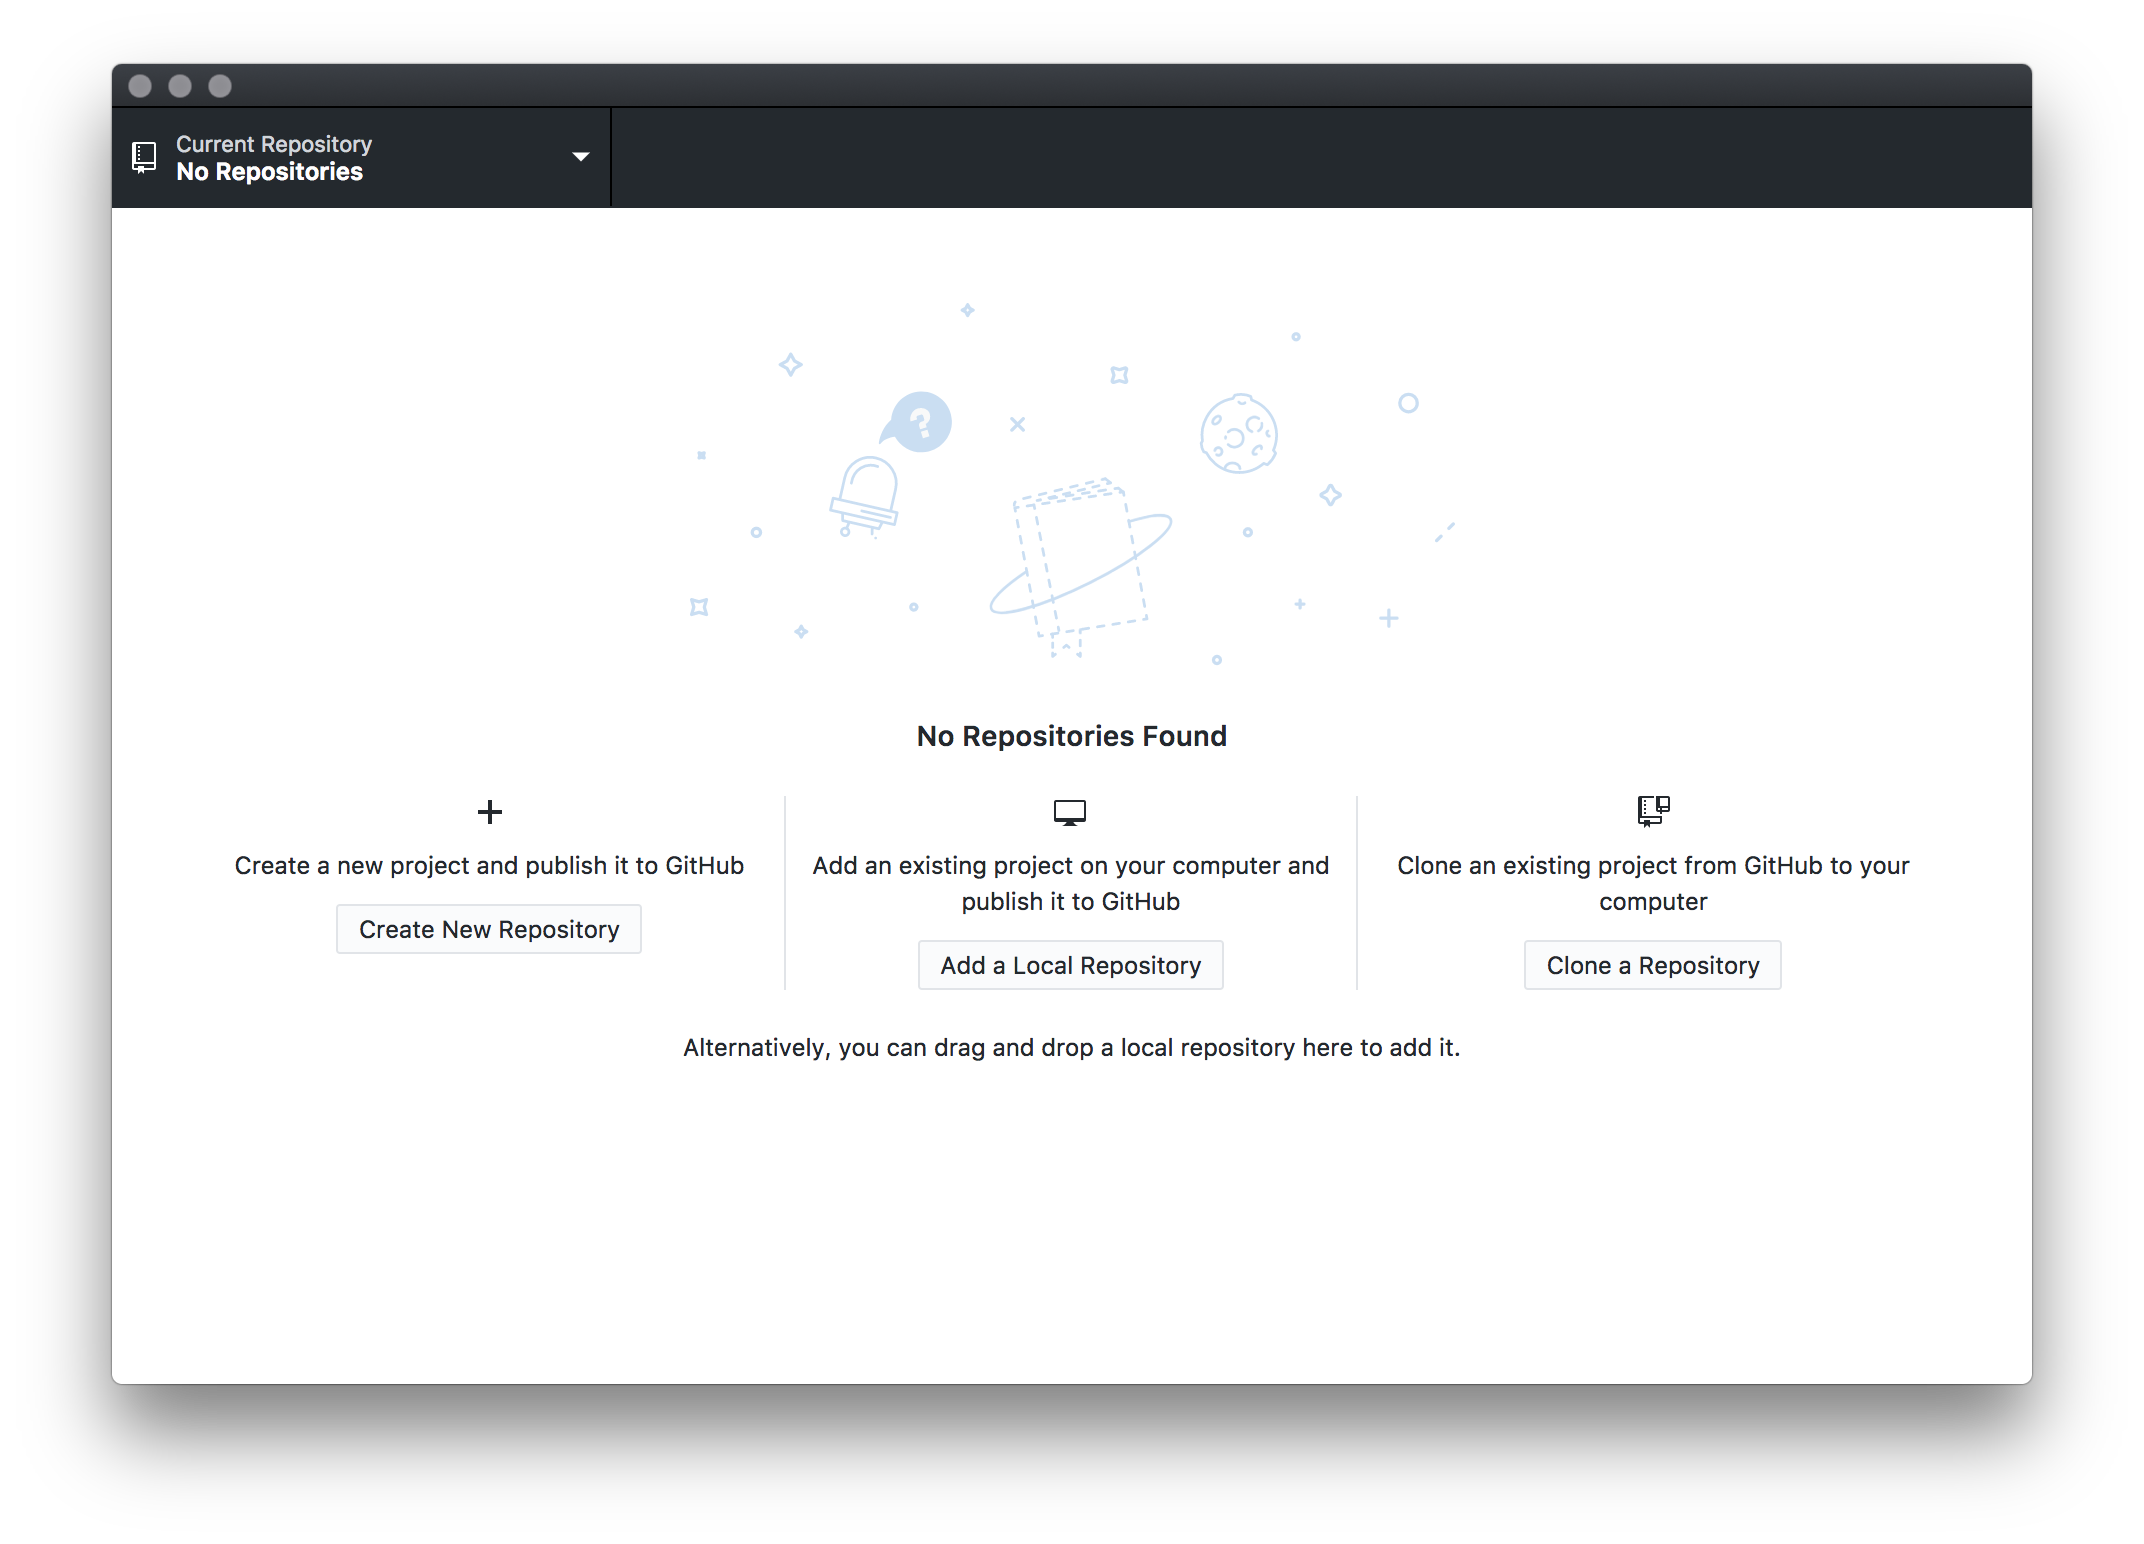 Current Repository
No Repositories
?
No Repositories Found
Create a new project and publish it to GitHub
Create New Repository
Add an existing project on your computer and
publish it to GitHub
Add a Local Repository
Clone an existing project from GitHub to your
computer
Clone a Repository
Alternatively, you can drag and drop a local repository here to add it.